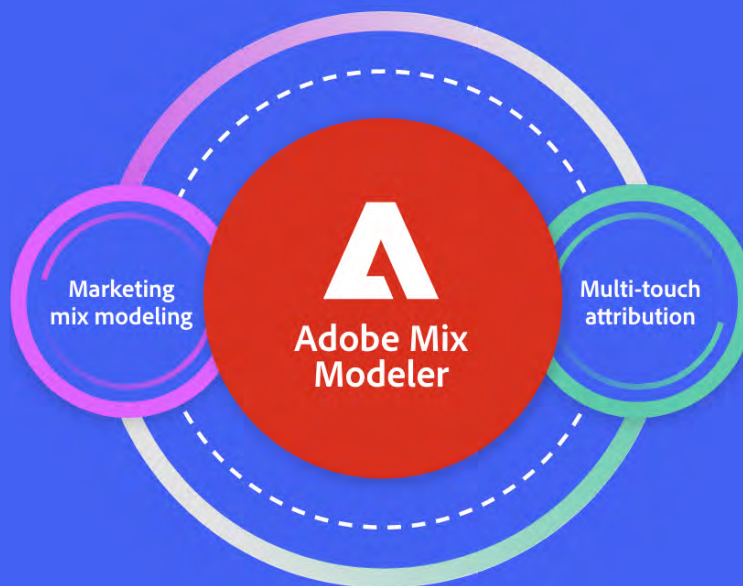 Marketing
mix modeling
Adobe Mix
Modeler
Multi-touch
attribution